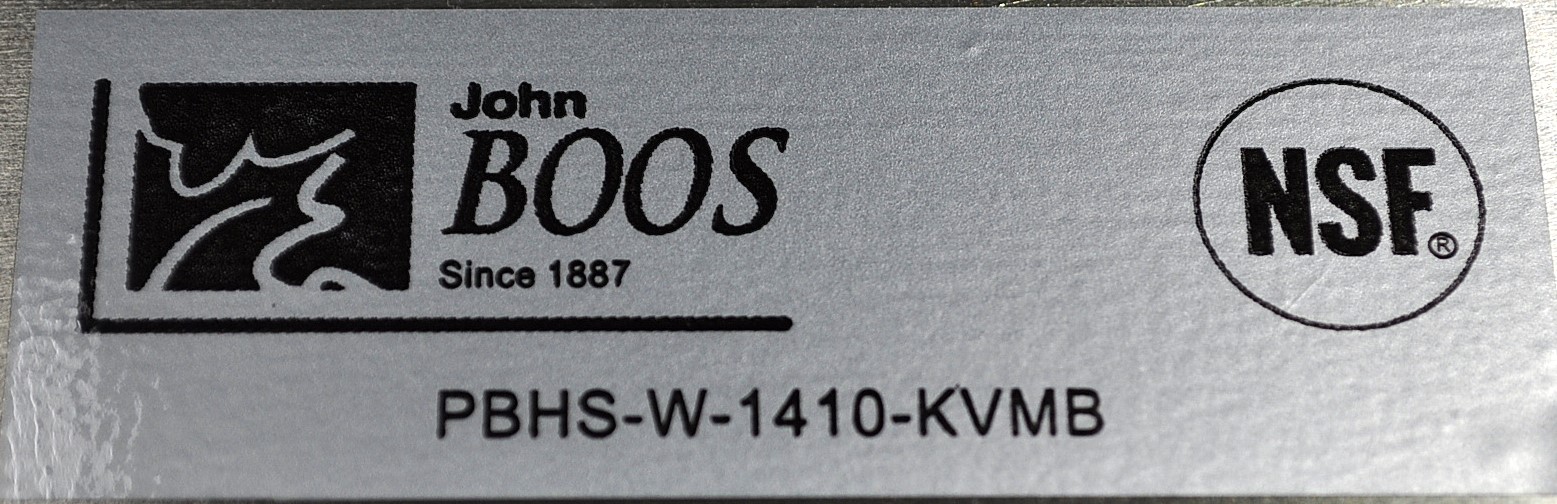 John
BOOS
Since 1887
NSF®
PBHS-W-1410-KVMB